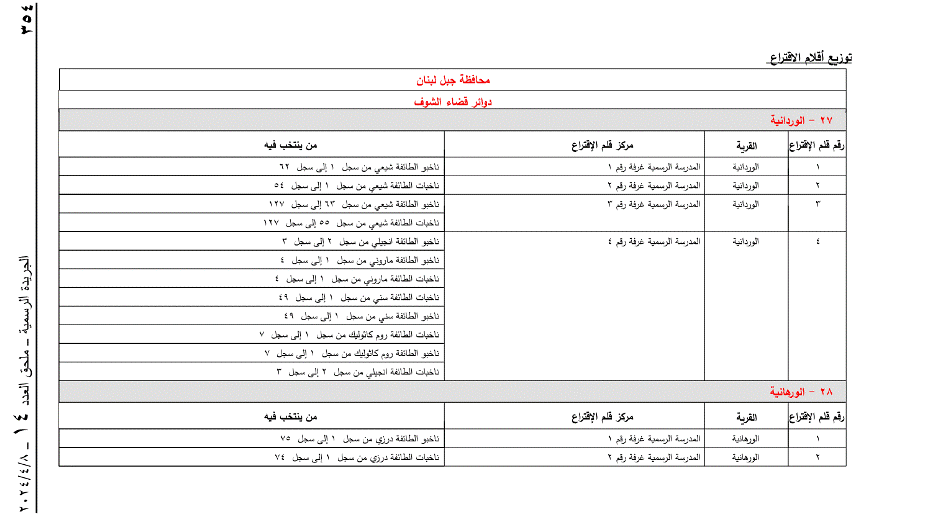 ٣٥٤
توزيع أقلام الإقتراع
محافظة جبل لبنان
دوائر قضاء الشوف
٢٧ - الوردانية
رقم قلم الإقتراع القرية مركز قلم الإقتراع من ينتخب فيه
١ الوردانية المدرسة الرسمية غرفة رقم ١ ناخبو الطائفة شيعي من سجل ١ إلى سجل ٦٢
٢ الوردانية المدرسة الرسمية غرفة رقم ٢ ناخبات الطائفة شيعي من سجل ١ إلى سجل ٥٤
٣ الوردانية المدرسة الرسمية غرفة رقم ٣ ناخبو الطائفة شيعي من سجل ٦٣ إلى سجل ١٢٧
ناخبات الطائفة شيعي من سجل ٥٥ إلى سجل ١٢٧
٤ الوردانية المدرسة الرسمية غرفة رقم ٤ ناخبو الطائفة انجيلي من سجل ٢ إلى سجل ٣
ناخبو الطائفة ماروني من سجل ١ إلى سجل ٤
ناخبات الطائفة ماروني من سجل ١ إلى سجل ٤
ناخبات الطائفة سني من سجل ١ إلى سجل ٤٩
ناخبو الطائفة سني من سجل ١ إلى سجل ٤٩
ناخبات الطائفة روم كاثوليك من سجل ١ إلى سجل ٧
ناخبو الطائفة روم كاثوليك من سجل ١ إلى سجل ٧
ناخبات الطائفة انجيلي من سجل ٢ إلى سجل ٣
٢٨ - الورهانية
رقم قلم الإقتراع القرية مركز قلم الإقتراع من ينتخب فيه
١ الورهانية المدرسة الرسمية غرفة رقم ١ ناخبو الطائفة درزي من سجل ١ إلى سجل ٧٥
٢ الورهانية المدرسة الرسمية غرفة رقم ٢ ناخبات الطائفة درزي من سجل ١ إلى سجل ٧٤
الجريدة الرسمية – ملحق العدد ١٤ – ٢٠٢٤/٤/٨